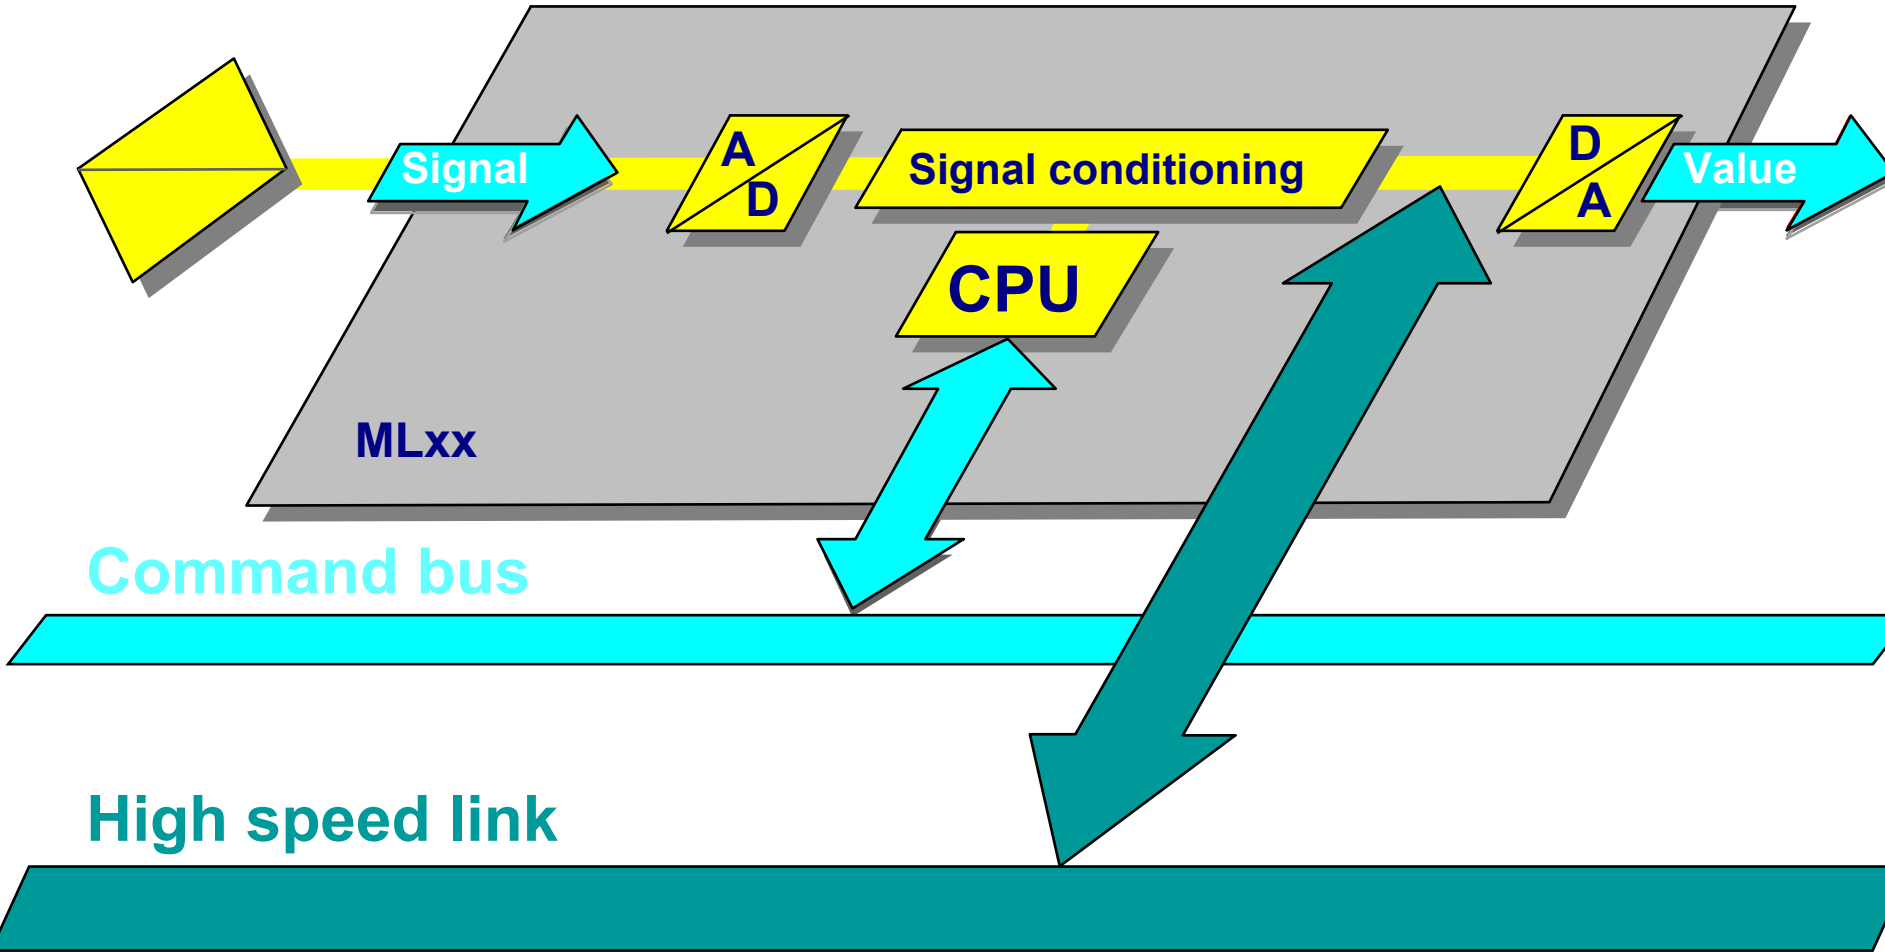 Signal
A
D
Signal conditioning
D
A
Value
CPU
MLxx
Command bus
High speed link